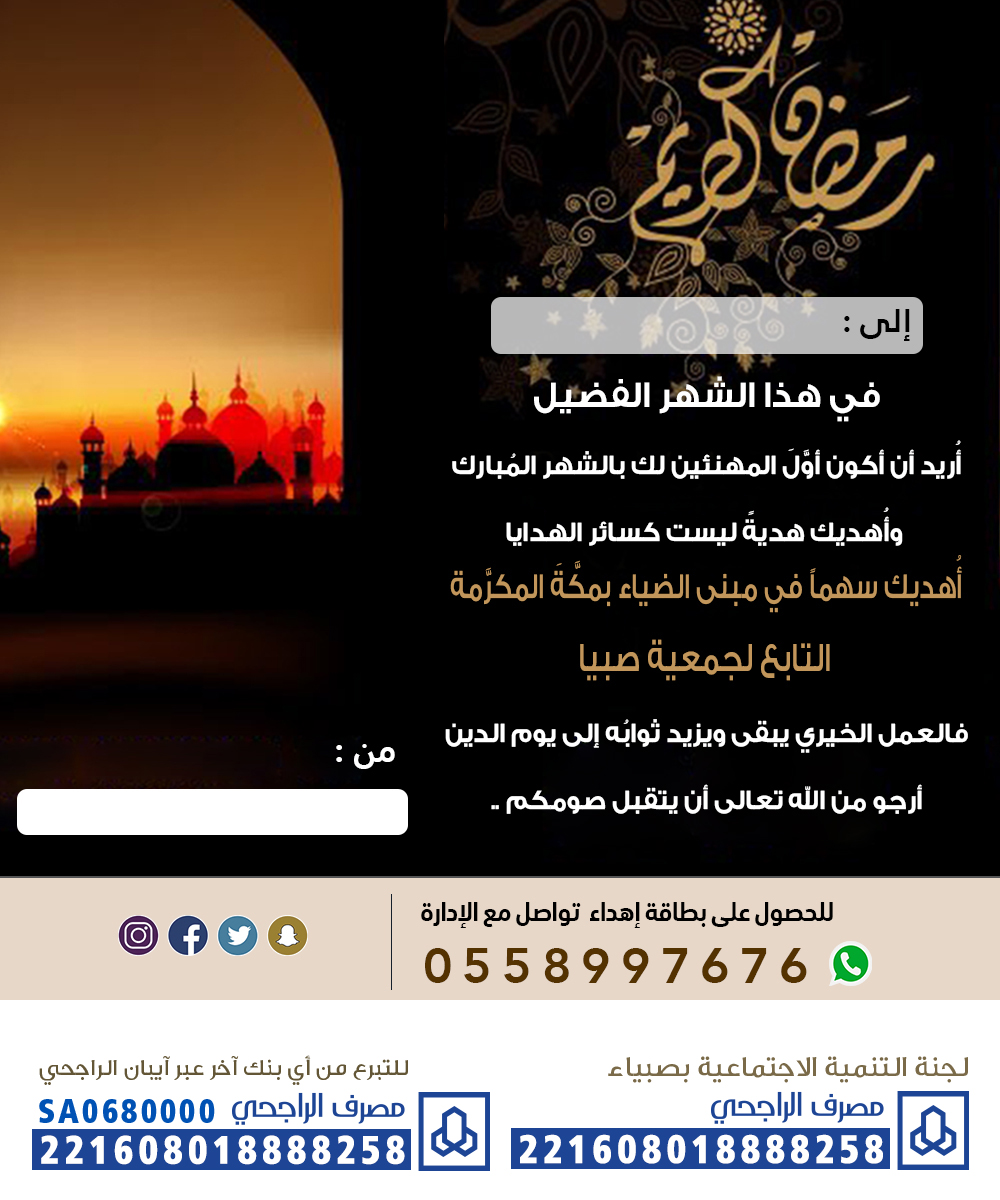 رمضان كريم
إلى :
في هذا الشهر الفضيل
أُريد أن أكون أوَّلَ المهنئين لك بالشهر المُبارك
وأُهديك هديةً ليست كسائر الهدايا
أُهديك سهماً في مبنى الضياء بمكَّةَ المكرَّمة
التابع لجمعية صبيا
فالعمل الخيري يبقى ويزيد ثوابُه إلى يوم الدين
أرجو من الله تعالى أن يتقبل صومكم ..
من :
للحصول على بطاقة إهداء تواصل مع الإدارة
0558997676
لجنة التنمية الاجتماعية بصبياء
مصرف الراجحي
221608018888258
للتبرع من أي بنك آخر عبر آيبان الراجحي
مصرف الراجحي SA0680000
221608018888258